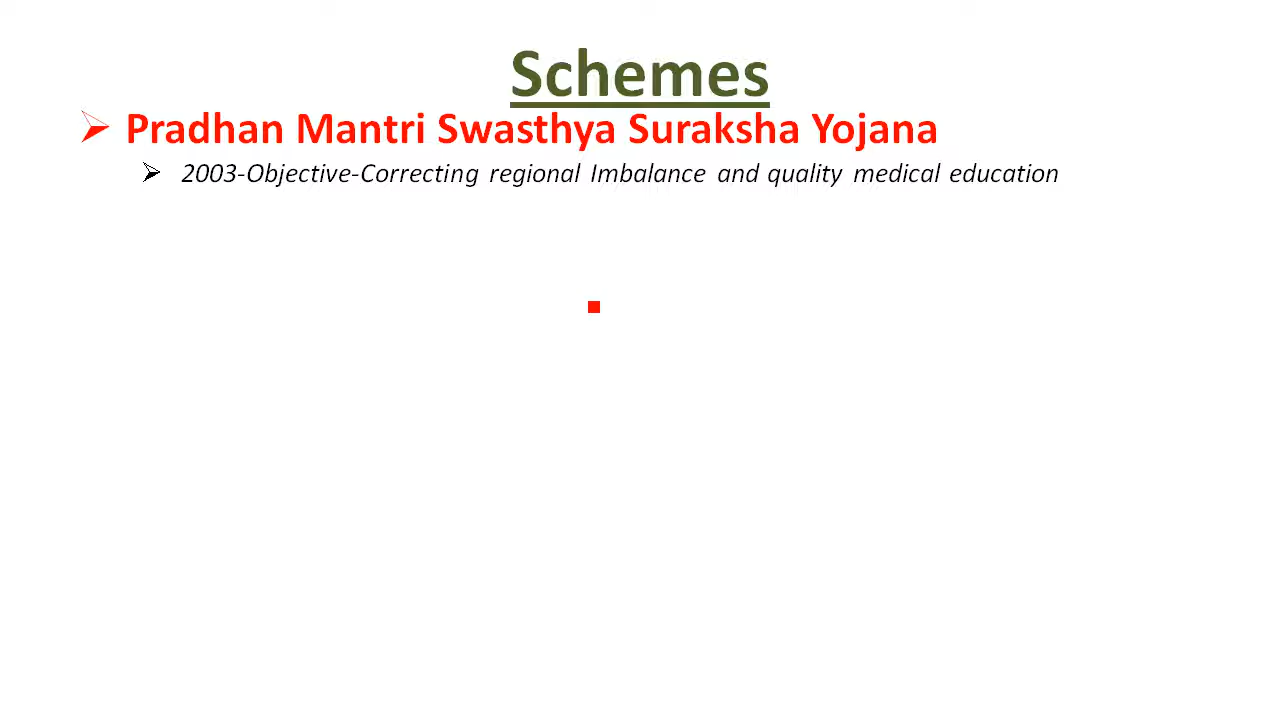 Schemes
Pradhan Mantri Swasthya Suraksha Yojana
2003-Objective-Correcting regional Imbalance and quality medical education